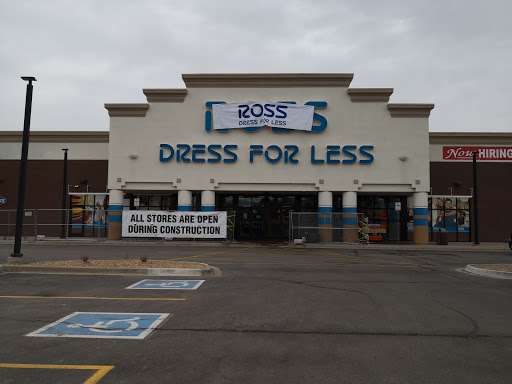 ROSS
DRESS FOR LESS
DRESS FOR LESS
Now HIRING
ALL STORES ARE OPEN
DURING CONSTRUCTION